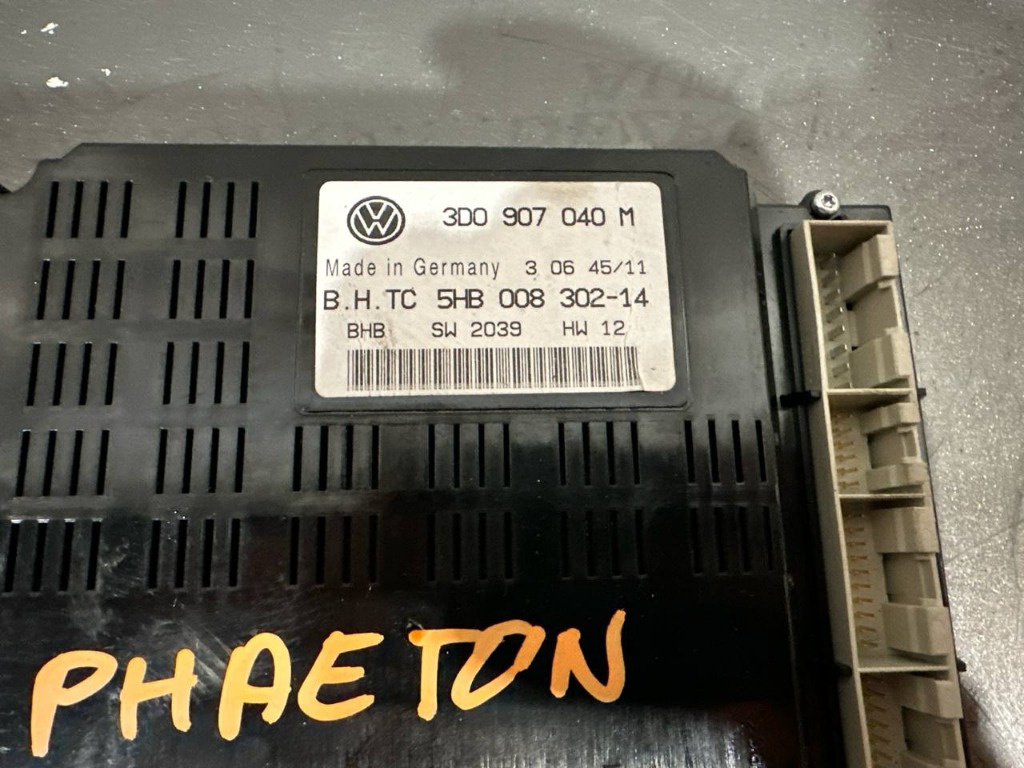 3D0 907 040 M
Made in Germany 3 06 45/11
B.H.TC 5HB 008 302-14
BHB SW 2039 HW 12
PHAETON